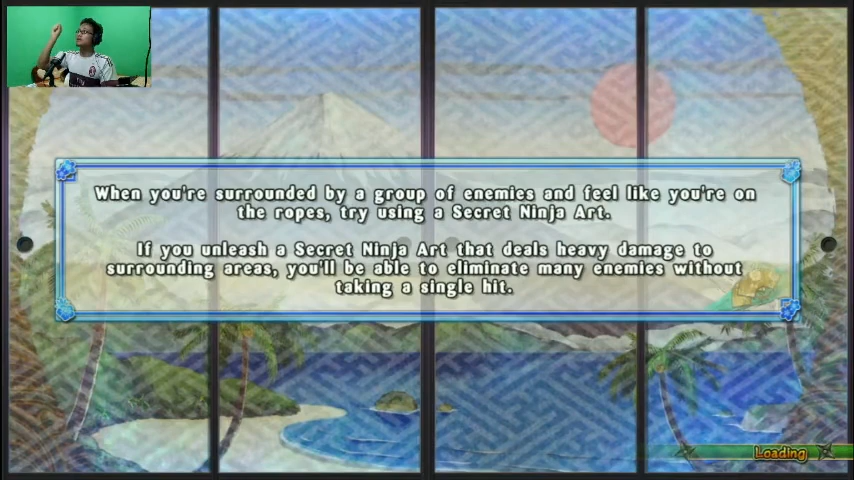 When you're surrounded by a group of enemies and feel like you're on
the ropes, try using a Secret Ninja Art.
If you unleash a Secret Ninja Art that deals heavy damage to
surrounding areas, you'll be able to eliminate many enemies without
taking a single hit.
Loading